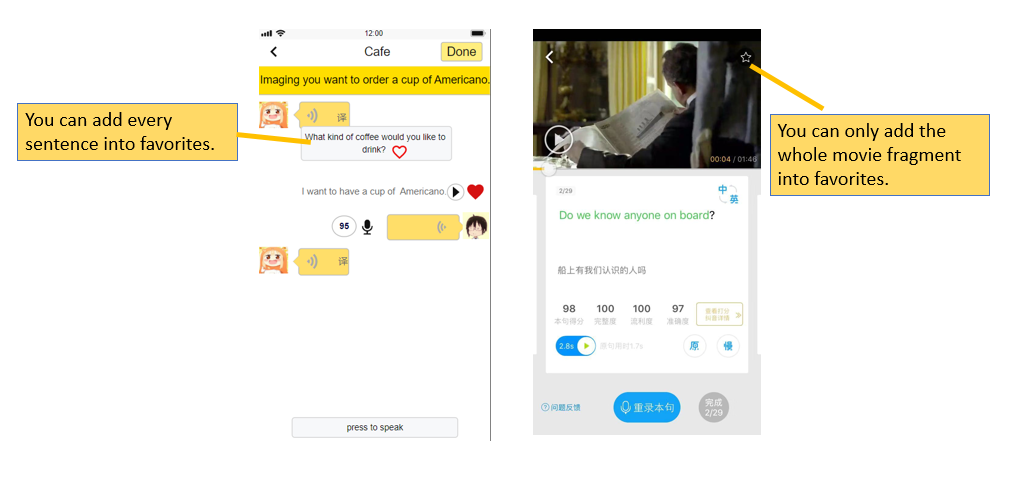 12:00
Cafe
Done
Imaging you want to order a cup of Americano.
You can add every
sentence into favorites.
译
What kind of coffee would you like to
drink?
I want to have a cup of Americano.
95
译
press to speak
00:04 / 01:46
You can only add the
whole movie fragment
into favorites.
2/29
中
英
Do we know anyone on board?
船上有我们认识的人吗
98
100
100
97
本句得分
完整度
流利度
准确度
查看打分
纠音详情
2.8s
原句用时1.7s
原
優
问题反馈
重录本句
完成
2/29